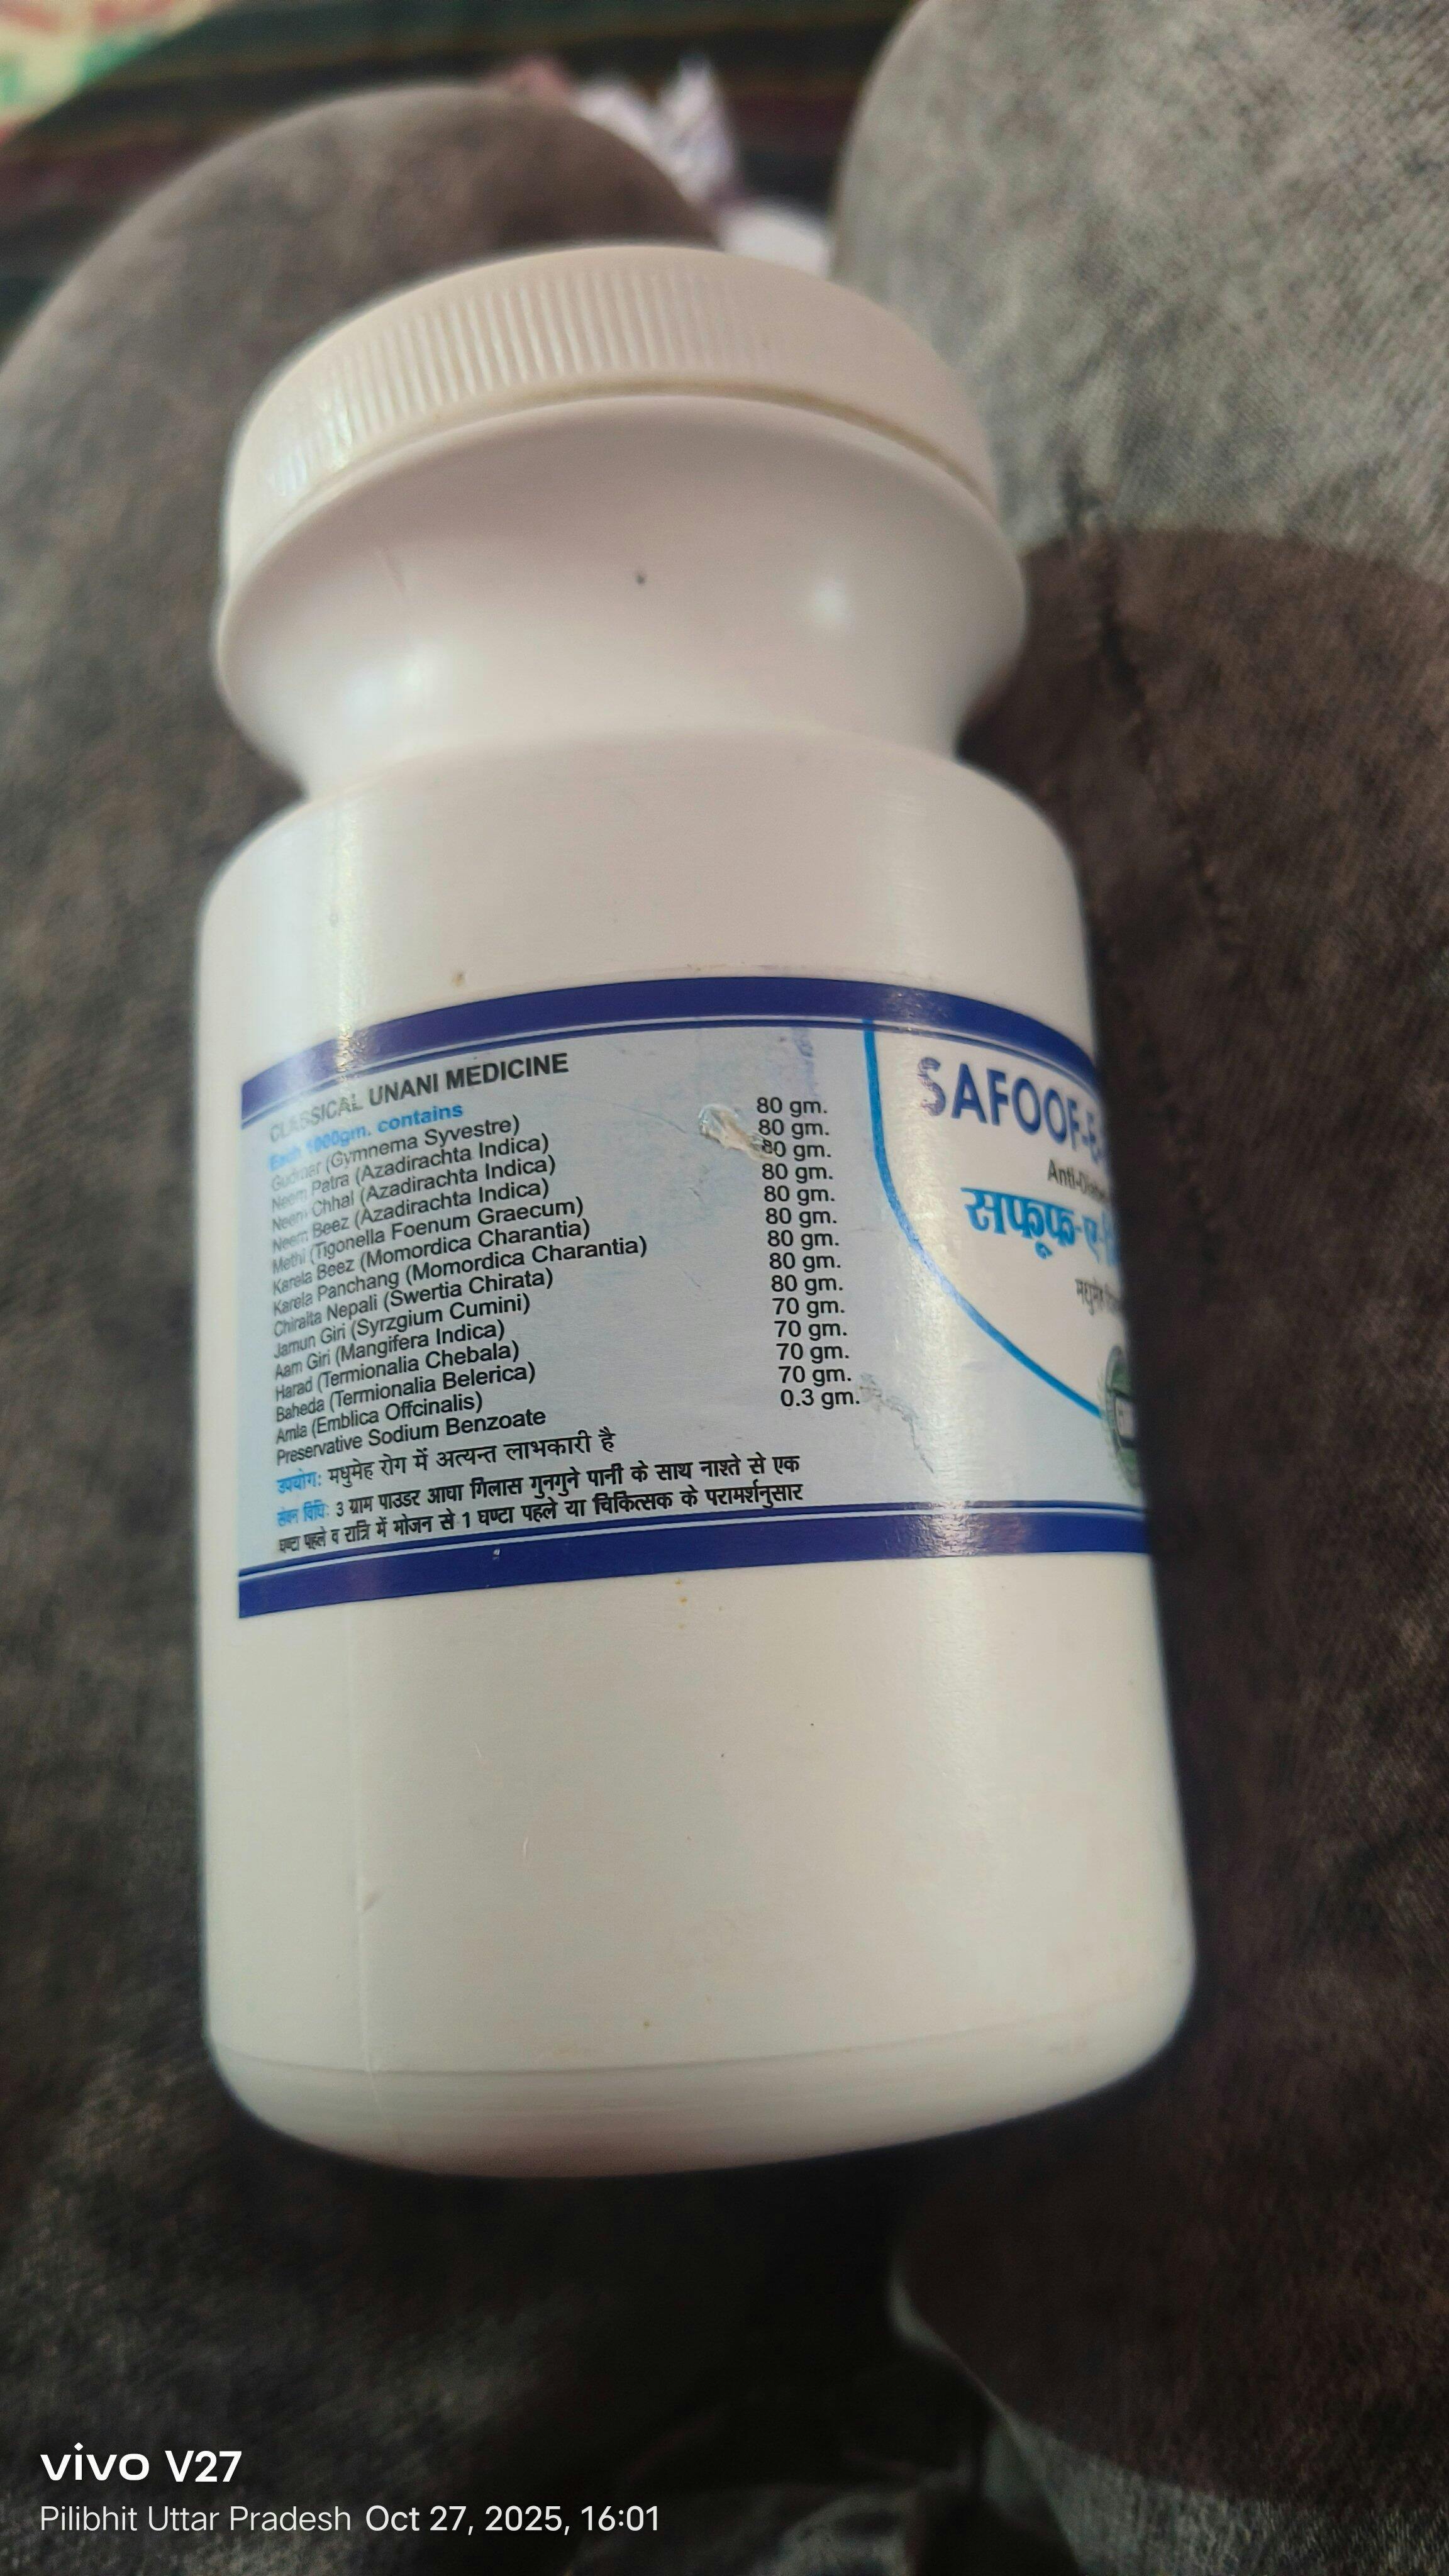 CLASSICAL UNANI MEDICINE
Each 1000gm. contains
Gudmar (Gymnema Syvestre) 80 gm.
Neem Patra (Azadirachta Indica) 80 gm.
Neem Chhal (Azadirachta Indica) 80 gm.
Neem Beez (Azadirachta Indica) 80 gm.
Methi (Tigonella Foenum Graecum) 80 gm.
Karela Beez (Momordica Charantia) 80 gm.
Karela Panchang (Momordica Charantia) 80 gm.
Chiraita Nepali (Swertia Chirata) 80 gm.
Jamun Giri (Syrzgium Cumini) 80 gm.
Aam Giri (Mangifera Indica) 70 gm.
Harad (Termionalia Chebala) 70 gm.
Baheda (Termionalia Belerica) 70 gm.
Amla (Emblica Offcinalis) 70 gm.
Preservative Sodium Benzoate 0.3 gm.
उपयोग: मधुमेह रोग में अत्यन्त लाभकारी है
सेवन विधि: 3 ग्राम पाउडर आधा गिलास गुनगुने पानी के साथ नाश्ते से एक
घण्टा पहले व रात्रि में भोजन से 1 घण्टा पहले या चिकित्सक के परामर्शनुसार
SAFOOF-E-
Anti-
सफूफ-ए-
मधुमेह
vivo V27
Pilibhit Uttar Pradesh Oct 27, 2025, 16:01